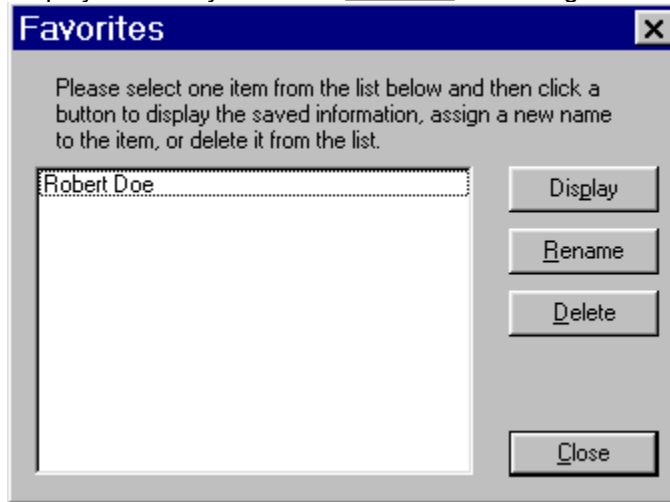 Favorites
Please select one item from the list below and then click a
button to display the saved information, assign a new name
to the item, or delete it from the list.
Robert Doe
Display
Rename
Delete
Close